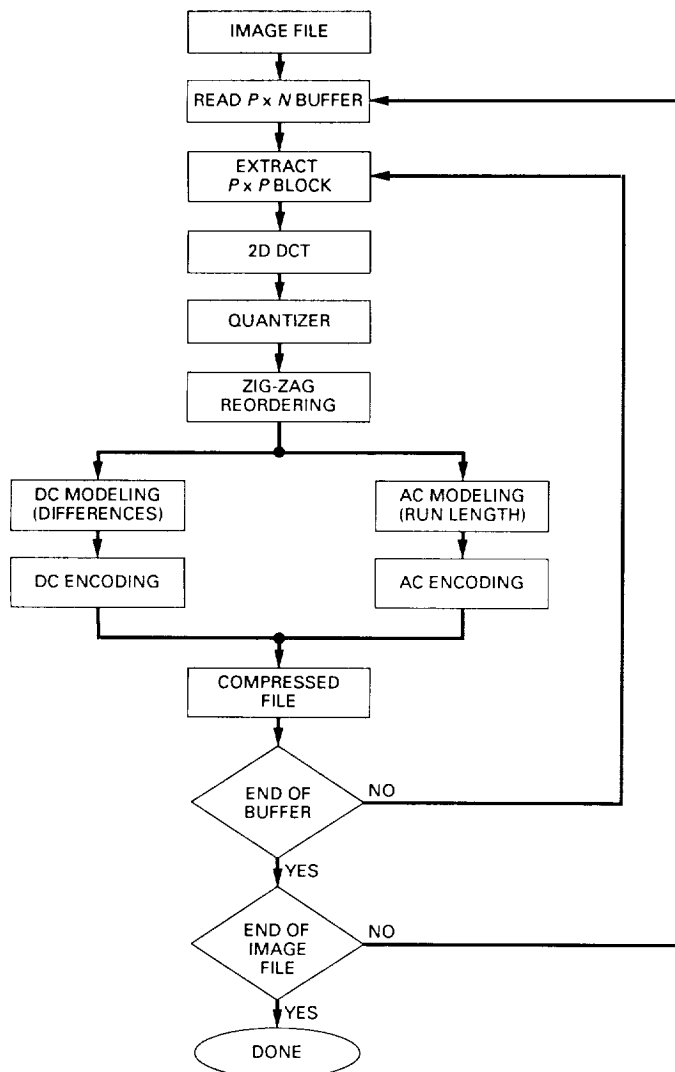 IMAGE FILE
READ P x N BUFFER
EXTRACT
P x P BLOCK
2D DCT
QUANTIZER
ZIG-ZAG
REORDERING
DC MODELING
(DIFFERENCES)
AC MODELING
(RUN LENGTH)
DC ENCODING
AC ENCODING
COMPRESSED
FILE
END OF
BUFFER
NO
YES
END OF
IMAGE
FILE
NO
YES
DONE